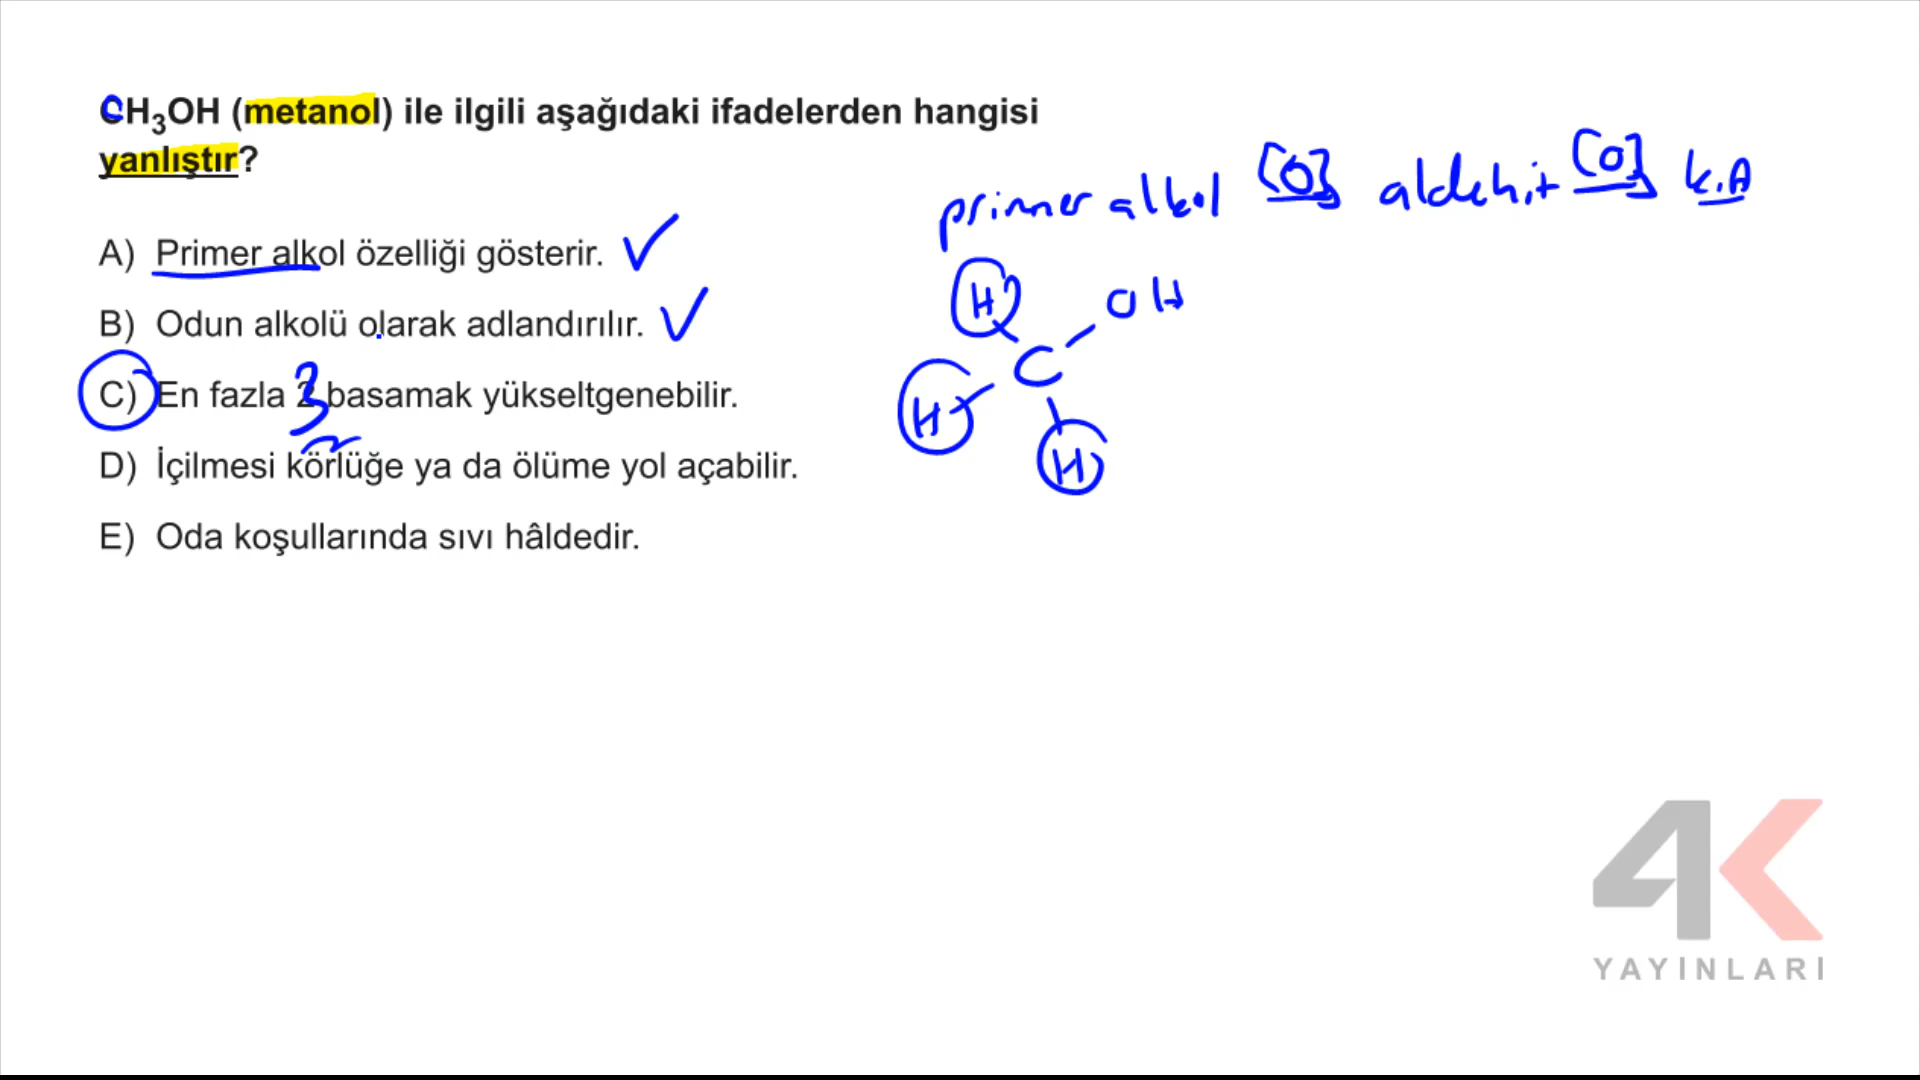 CH3OH (metanol) ile ilgili aşağıdaki ifadelerden hangisi
yanlıştır?
primer alkol [O] aldehit [O] k.A
A) Primer alkol özelliği gösterir.
B) Odun alkolü olarak adlandırılır.
C) En fazla 2 basamak yükseltgenebilir.
3
D) İçilmesi körlüğe ya da ölüme yol açabilir.
E) Oda koşullarında sıvı hâldedir.
H OH
C
H
H
4K
YAYINLARI